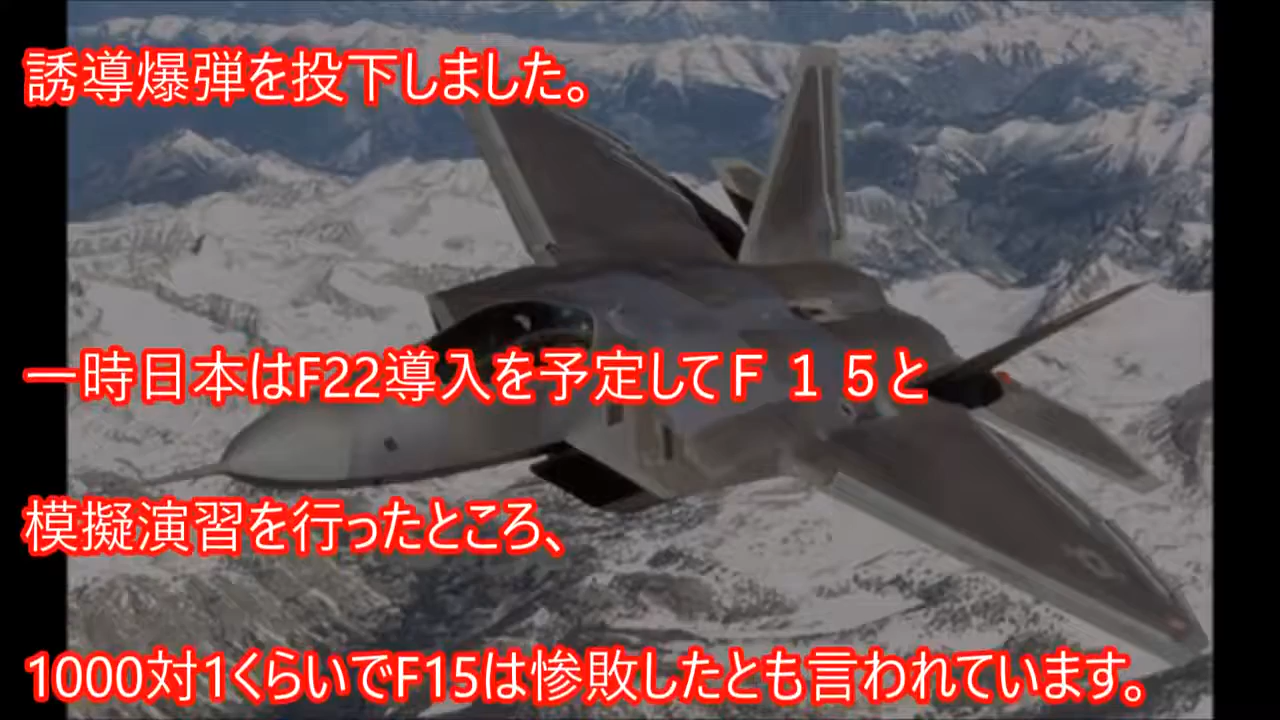 誘導爆弾を投下しました。
一時日本はF22導入を予定してＦ１５と
模擬演習を行ったところ、
1000対1くらいでF15は惨敗したとも言われています。